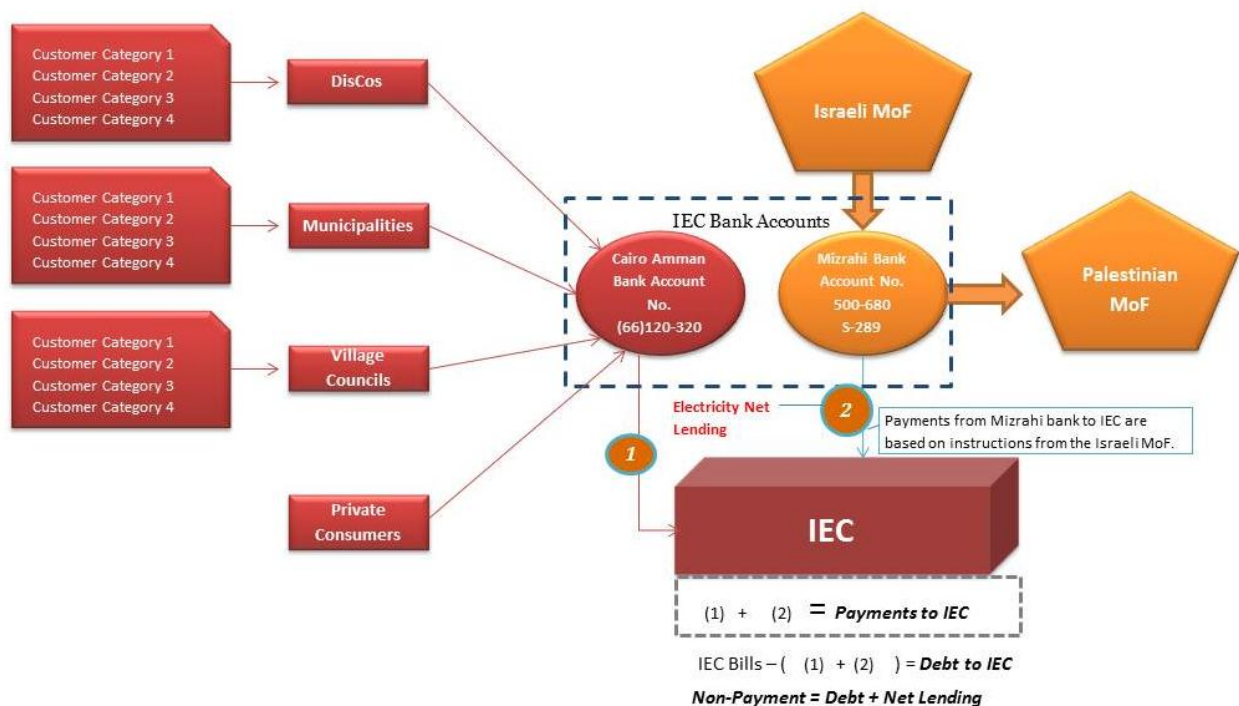 Customer Category 1
Customer Category 2
Customer Category 3
Customer Category 4
DisCos
Israeli MoF
Customer Category 1
Customer Category 2
Customer Category 3
Customer Category 4
Municipalities
IEC Bank Accounts
Cairo Amman
Bank Account
No.
(66)120-320
Mizrahi Bank
Account No.
500-680
S-289
Palestinian
MoF
Customer Category 1
Customer Category 2
Customer Category 3
Customer Category 4
Village
Councils
Electricity Net
Lending
2
Payments from Mizrahi bank to IEC are
based on instructions from the Israeli MoF.
1
Private
Consumers
IEC
(1) + (2) = Payments to IEC
IEC Bills – ( (1) + (2) ) = Debt to IEC
Non-Payment = Debt + Net Lending